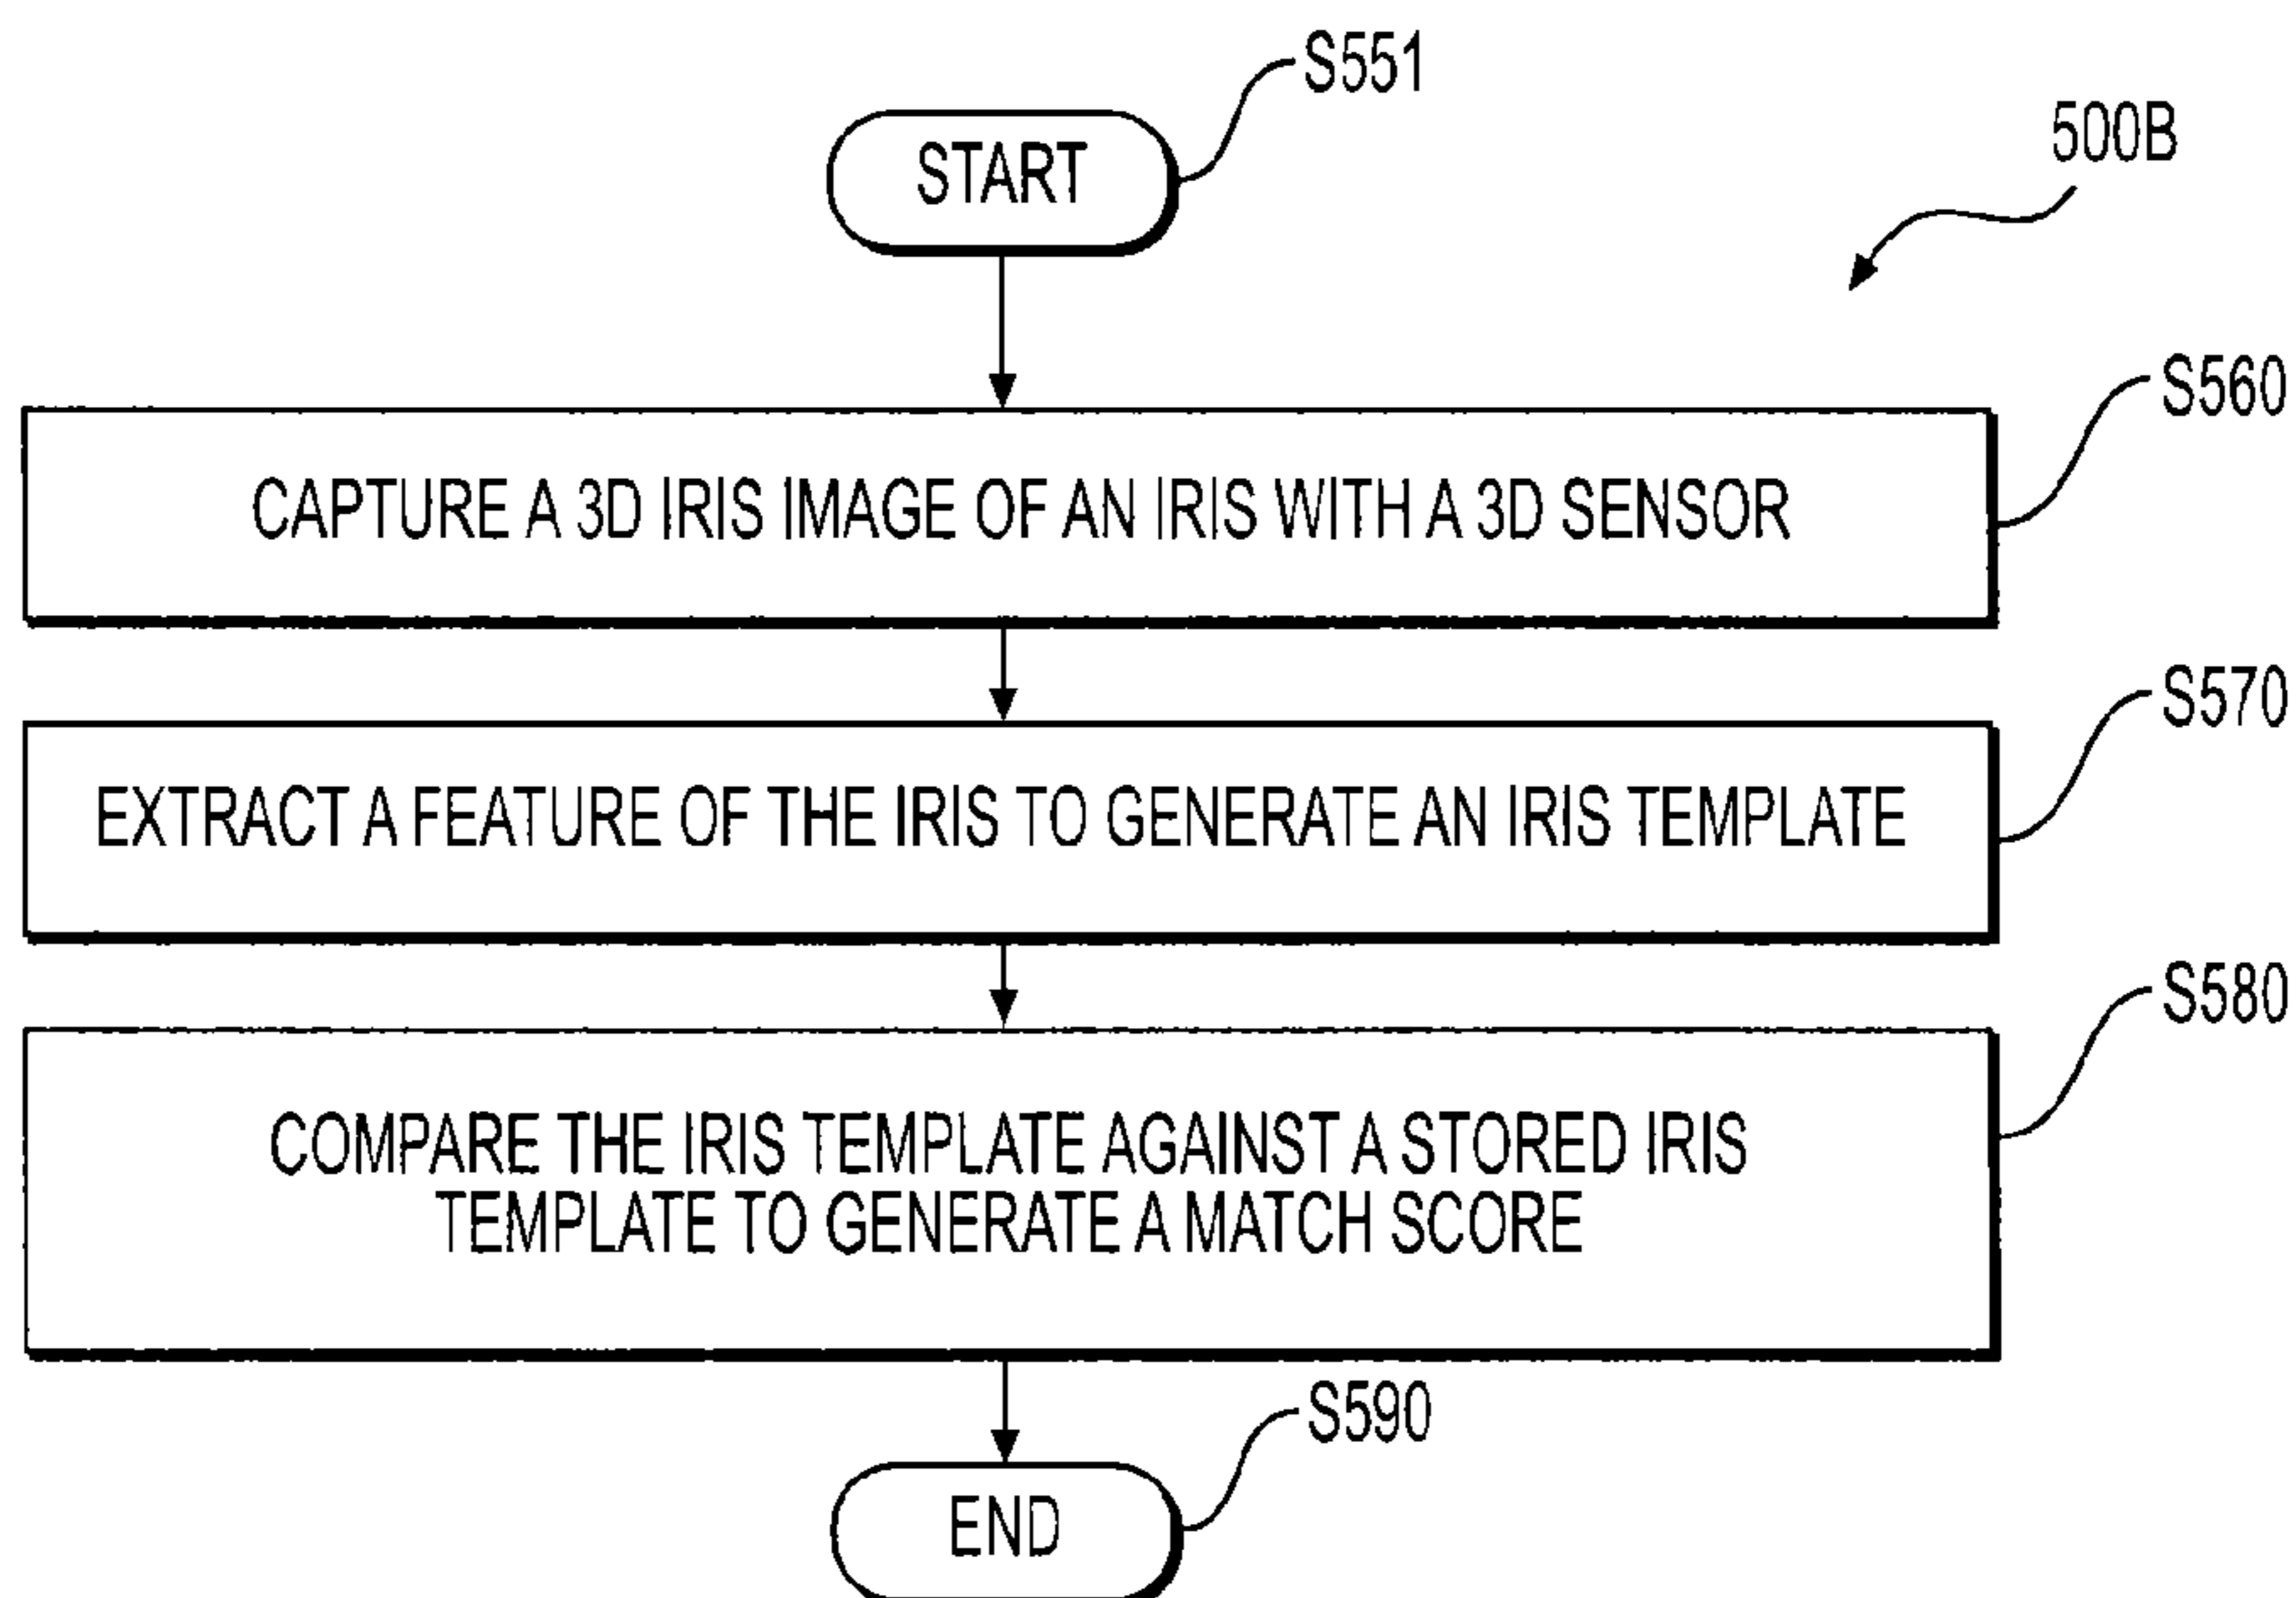 S551
START
500B
S560
CAPTURE A 3D IRIS IMAGE OF AN IRIS WITH A 3D SENSOR
S570
EXTRACT A FEATURE OF THE IRIS TO GENERATE AN IRIS TEMPLATE
S580
COMPARE THE IRIS TEMPLATE AGAINST A STORED IRIS
TEMPLATE TO GENERATE A MATCH SCORE
S590
END